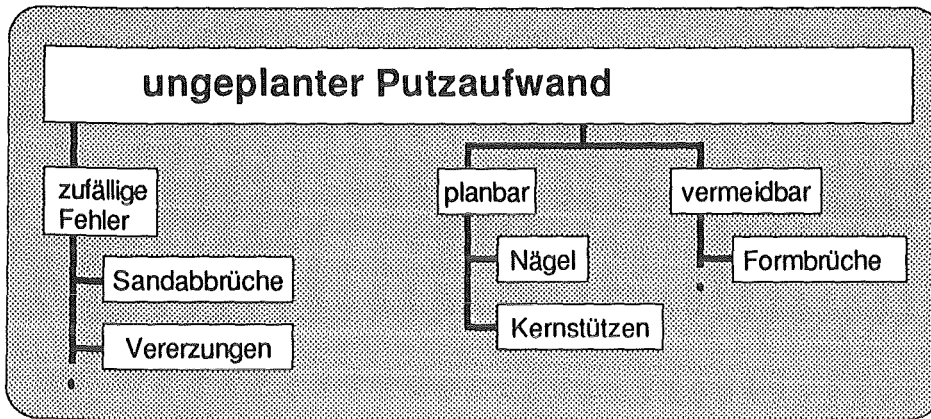 ungeplanter Putzaufwand
zufällige
Fehler
Sandabbrüche
Vererzungen
planbar
Nägel
Kernstützen
vermeidbar
Formbrüche